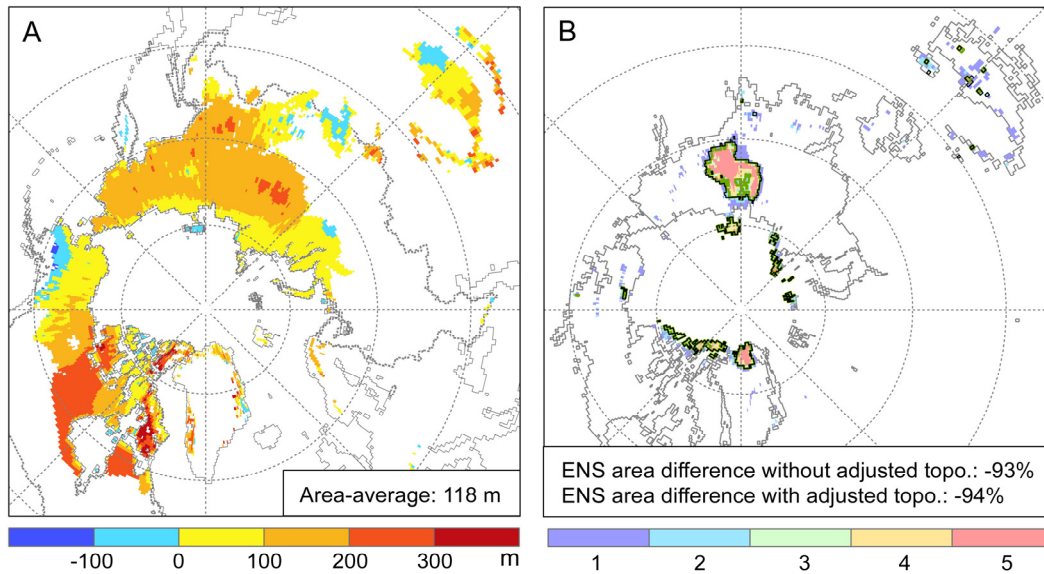 A
Area-average: 118 m
-100 0 100 200 300 m
B
ENS area difference without adjusted topo.: -93%
ENS area difference with adjusted topo.: -94%
1 2 3 4 5